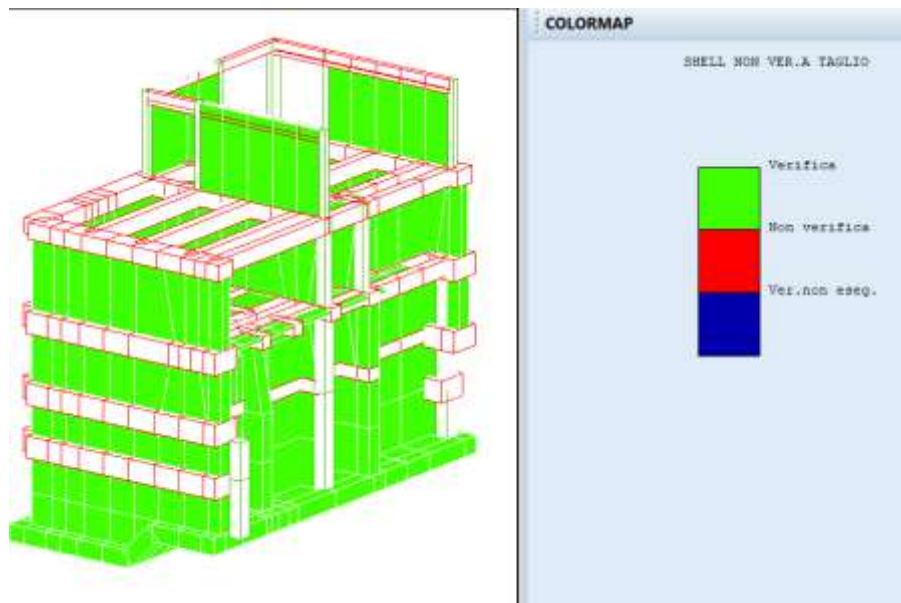 COLORMAP
SHELL NON VER.A TAGLIO
Verifica
Non verifica
Ver.non eseg.